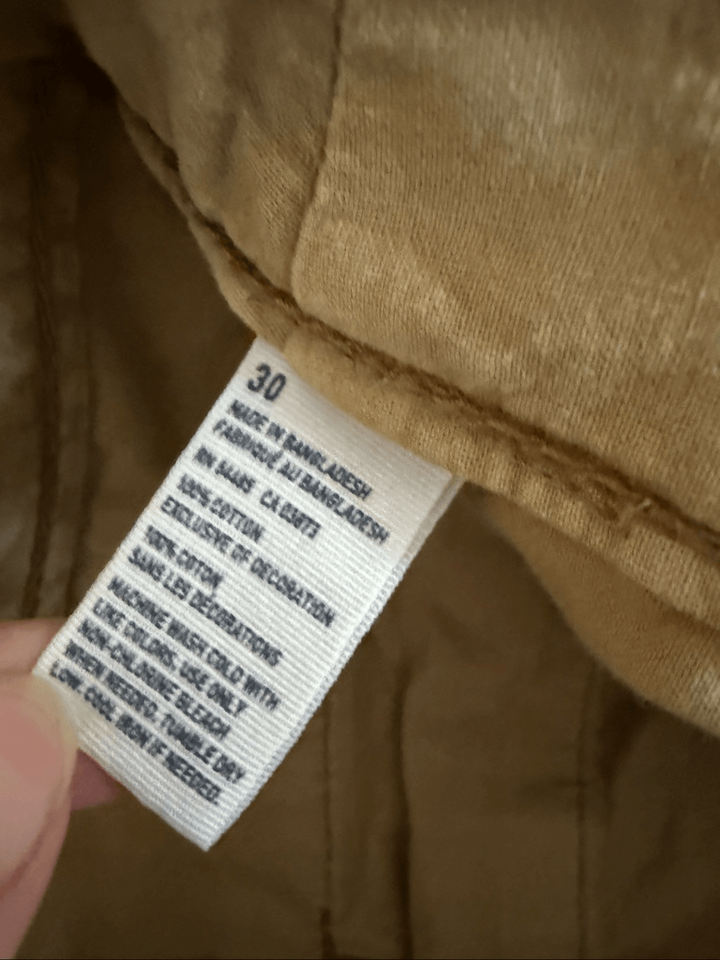 30
MADE IN BANGLADESH
FABRIQUÉ AU BANGLADESH
RN 54485 CA 03073
100% COTTON
EXCLUSIVE OF DECORATION
100% COTON
SANS LES DECORATIONS
MACHINE WASH COLD WITH
LIKE COLORS, USE ONLY
NON-CHLORINE BLEACH
WHEN NEEDED. TUMBLE DRY
LOW. COOL IRON IF NEEDED.